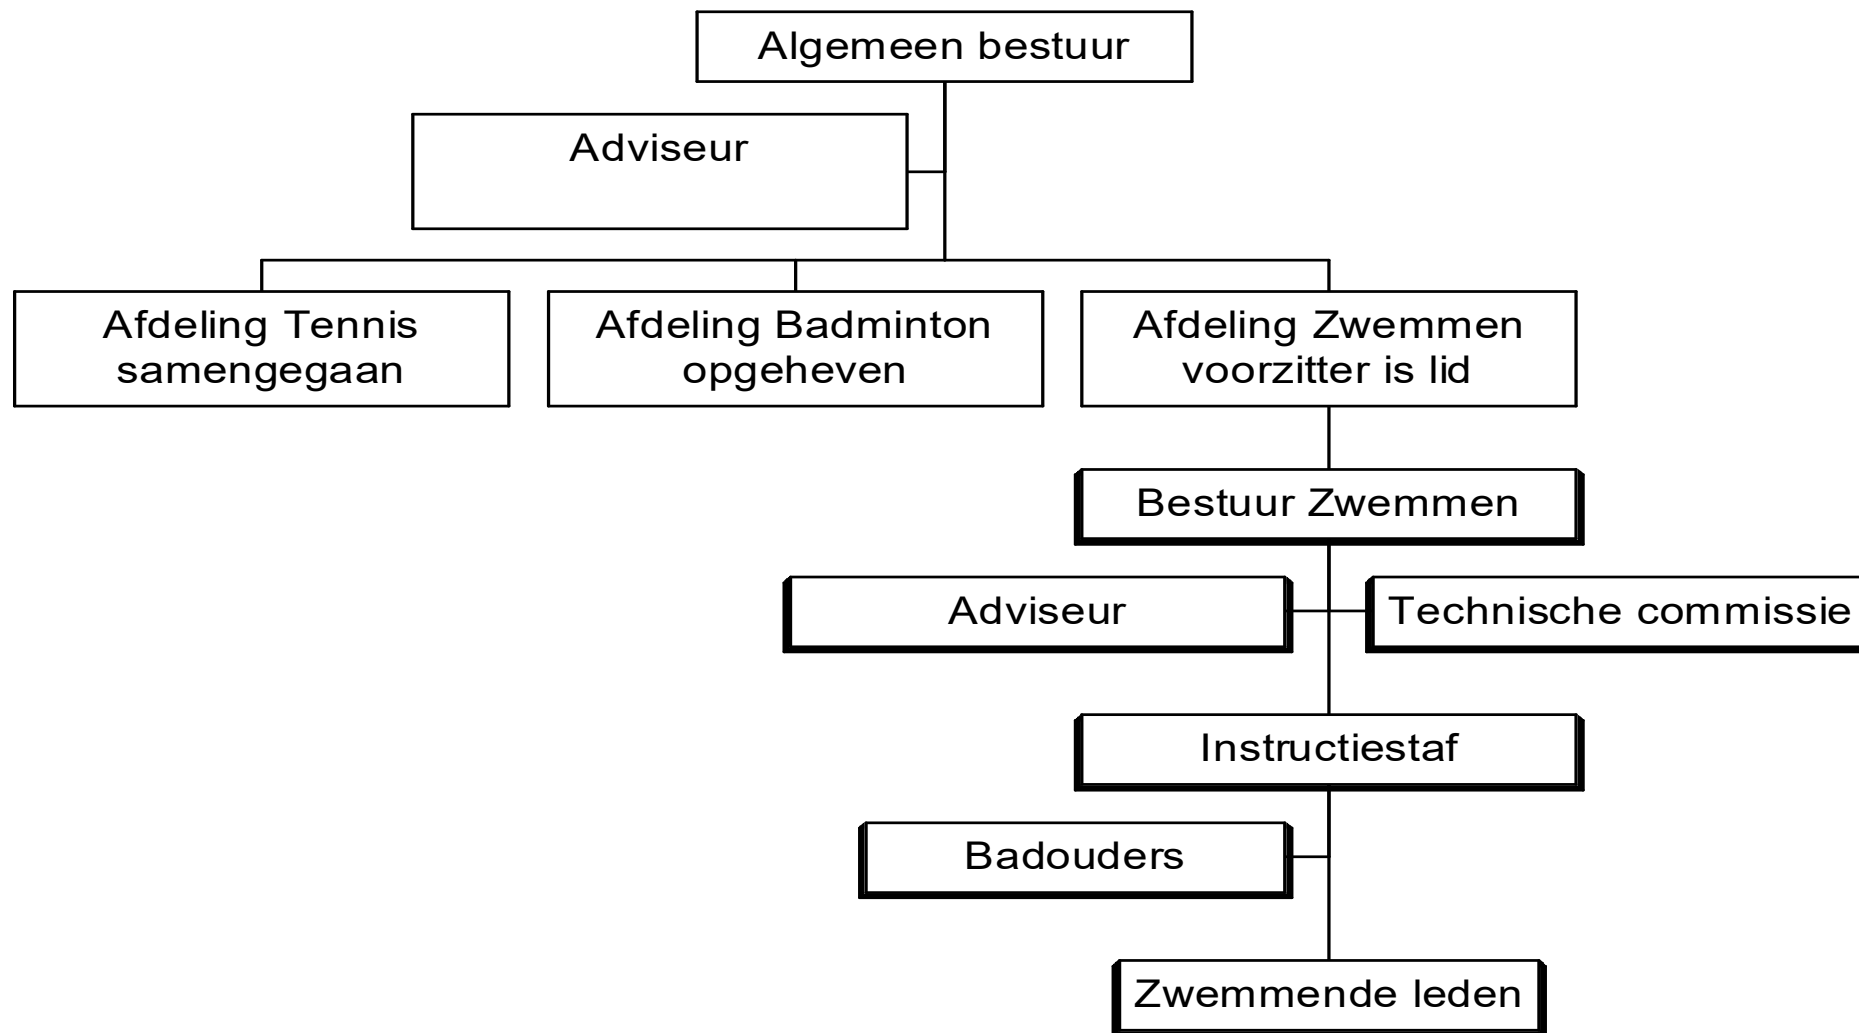 Algemeen bestuur
Adviseur
Afdeling Tennis
samengegaan
Afdeling Badminton
opgeheven
Afdeling Zwemmen
voorzitter is lid
Bestuur Zwemmen
Adviseur
Technische commissie
Instructiestaf
Badouders
Zwemmende leden